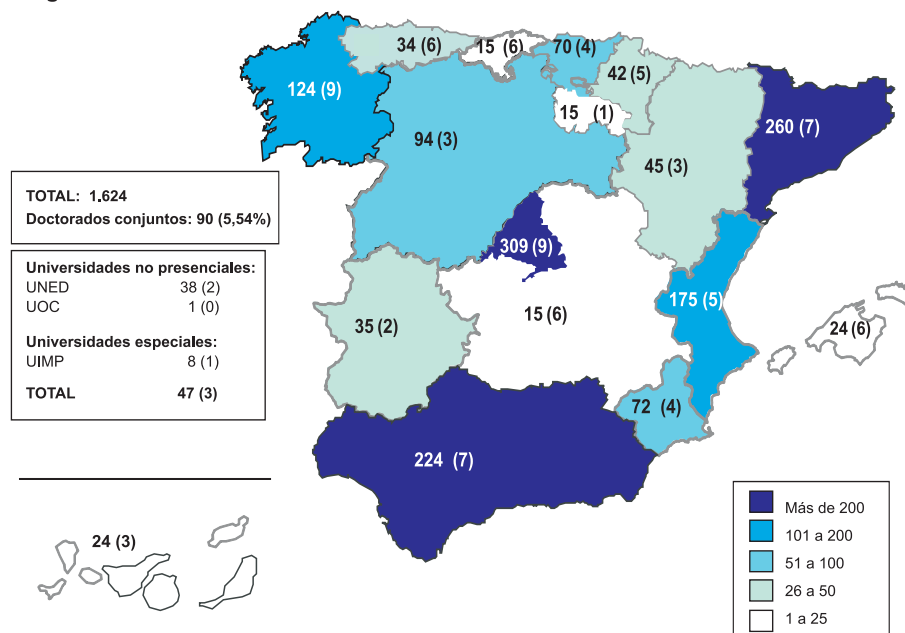 34 (6)
15 (6)
70 (4)
42 (5)
124 (9)
15 (1)
260 (7)
94 (3)
45 (3)
TOTAL: 1.624
Doctorados conjuntos: 90 (5,54%)
309 (9)
Universidades no presenciales:
UNED 38 (2)
UOC 1 (0)
Universidades especiales:
UIMP 8 (1)
TOTAL 47 (3)
175 (5)
15 (6)
35 (2)
24 (6)
72 (4)
224 (7)
24 (3)
Más de 200
101 a 200
51 a 100
26 a 50
1 a 25